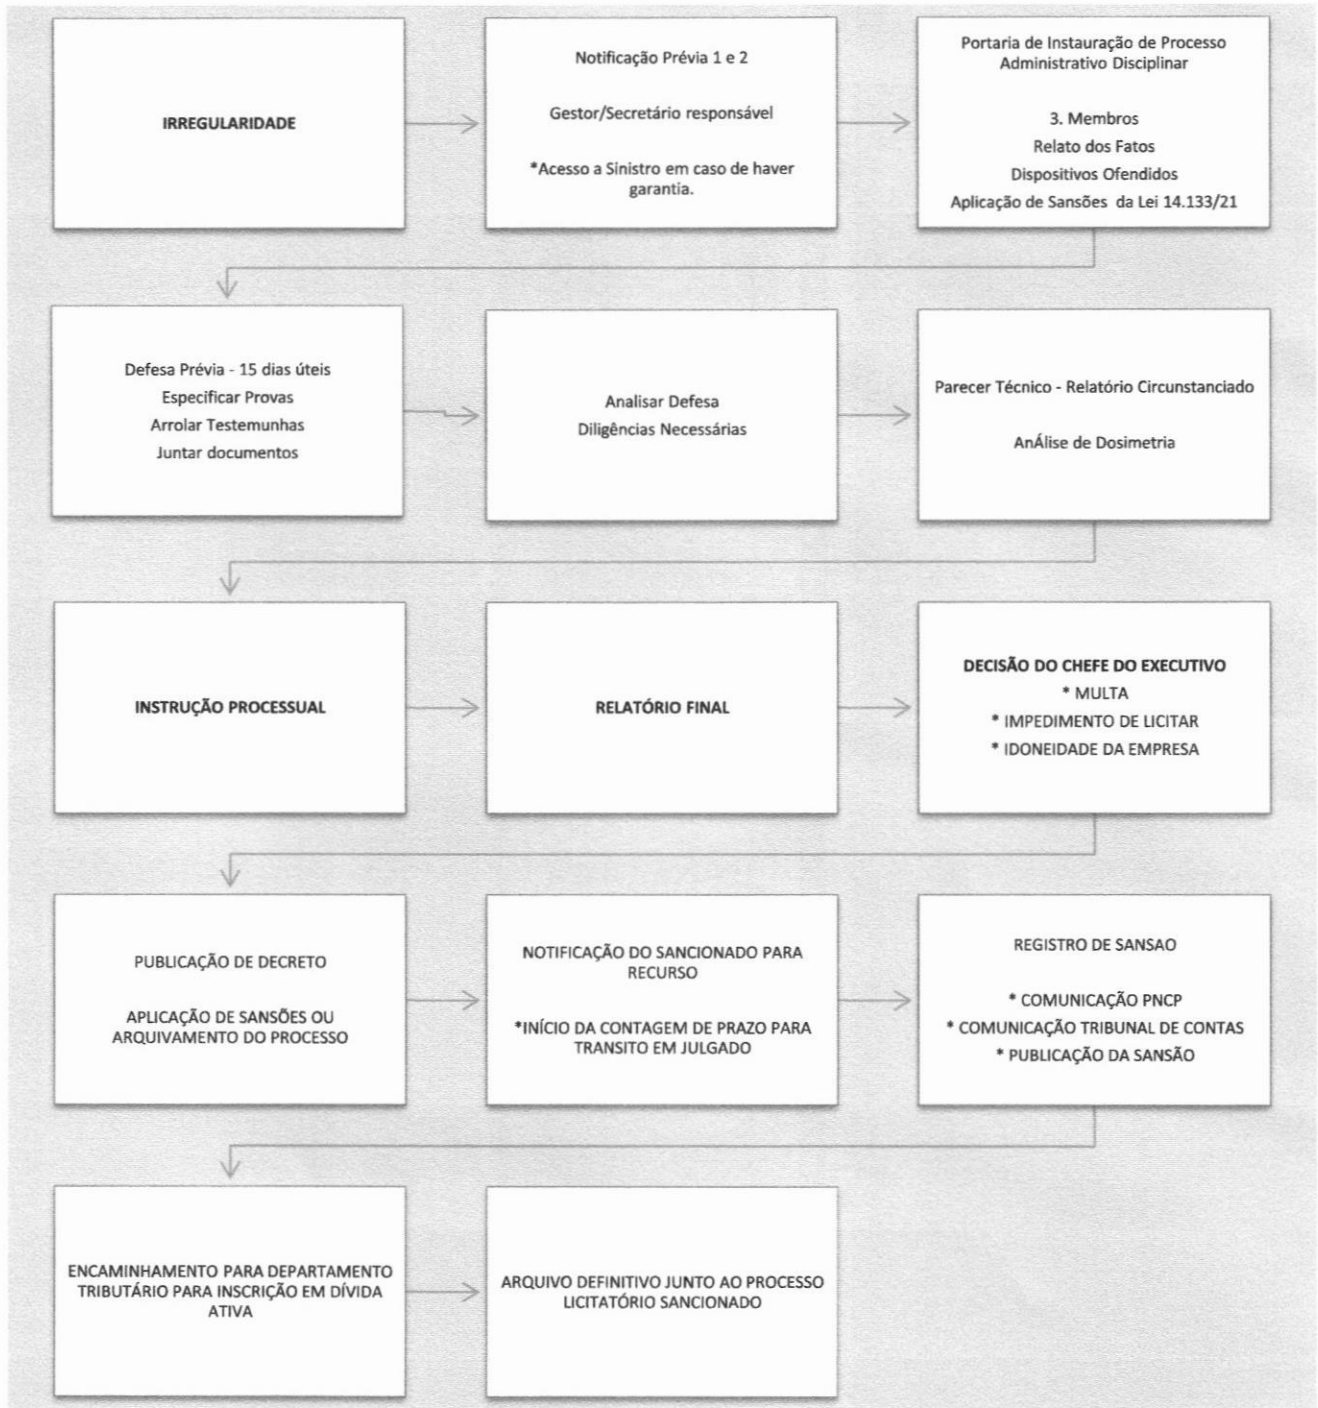 IRREGULARIDADE
Notificação Prévia 1 e 2
Gestor/Secretário responsável
*Acesso a Sinistro em caso de haver
garantia.
Portaria de Instauração de Processo
Administrativo Disciplinar
3. Membros
Relato dos Fatos
Dispositivos Ofendidos
Aplicação de Sansões da Lei 14.133/21
Defesa Prévia - 15 dias úteis
Especificar Provas
Arrolar Testemunhas
Juntar documentos
Analisar Defesa
Diligências Necessárias
Parecer Técnico - Relatório Circunstanciado
AnÁlise de Dosimetria
INSTRUÇÃO PROCESSUAL
RELATÓRIO FINAL
DECISÃO DO CHEFE DO EXECUTIVO
* MULTA
* IMPEDIMENTO DE LICITAR
* IDONEIDADE DA EMPRESA
PUBLICAÇÃO DE DECRETO
APLICAÇÃO DE SANSÕES OU
ARQUIVAMENTO DO PROCESSO
NOTIFICAÇÃO DO SANCIONADO PARA
RECURSO
*INÍCIO DA CONTAGEM DE PRAZO PARA
TRANSITO EM JULGADO
REGISTRO DE SANSAO
* COMUNICAÇÃO PNCP
* COMUNICAÇÃO TRIBUNAL DE CONTAS
* PUBLICAÇÃO DA SANSÃO
ENCAMINHAMENTO PARA DEPARTAMENTO
TRIBUTÁRIO PARA INSCRIÇÃO EM DÍVIDA
ATIVA
ARQUIVO DEFINITIVO JUNTO AO PROCESSO
LICITATÓRIO SANCIONADO